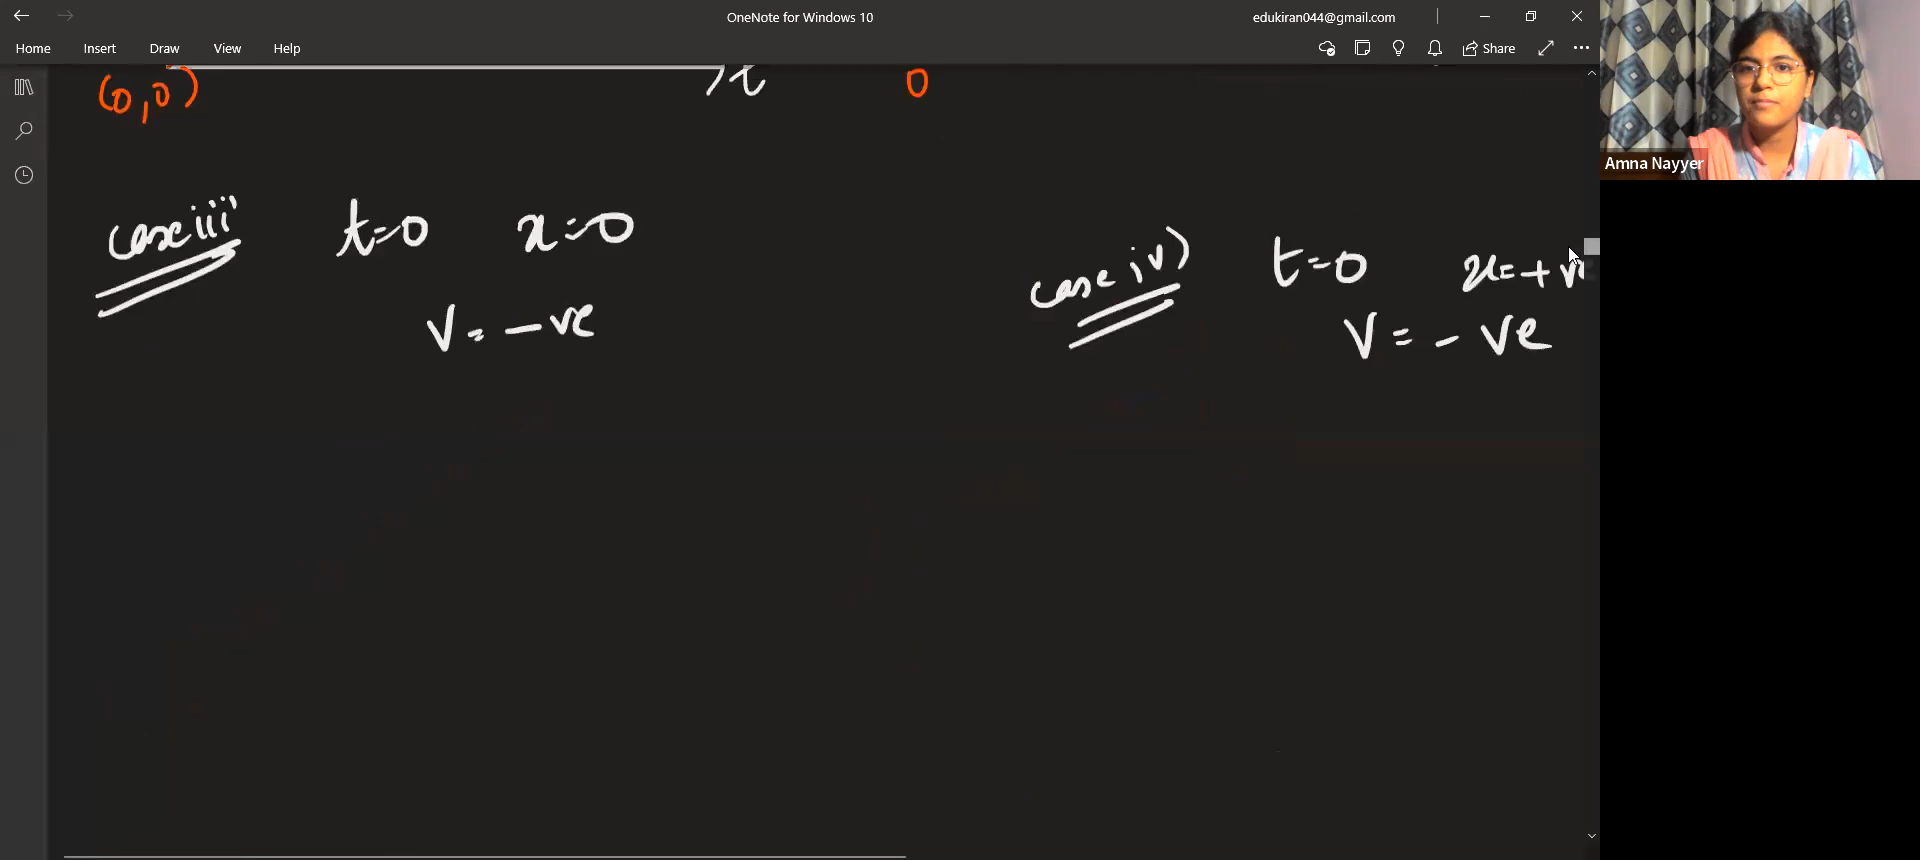 OneNote for Windows 10
edukiran044@gmail.com
Home Insert Draw View Help
Share
(0,0)
t
0
case iii
t=0 x=0
V= -ve
case iv)
t=0 x=+ve
V= - ve
Amna Nayyer